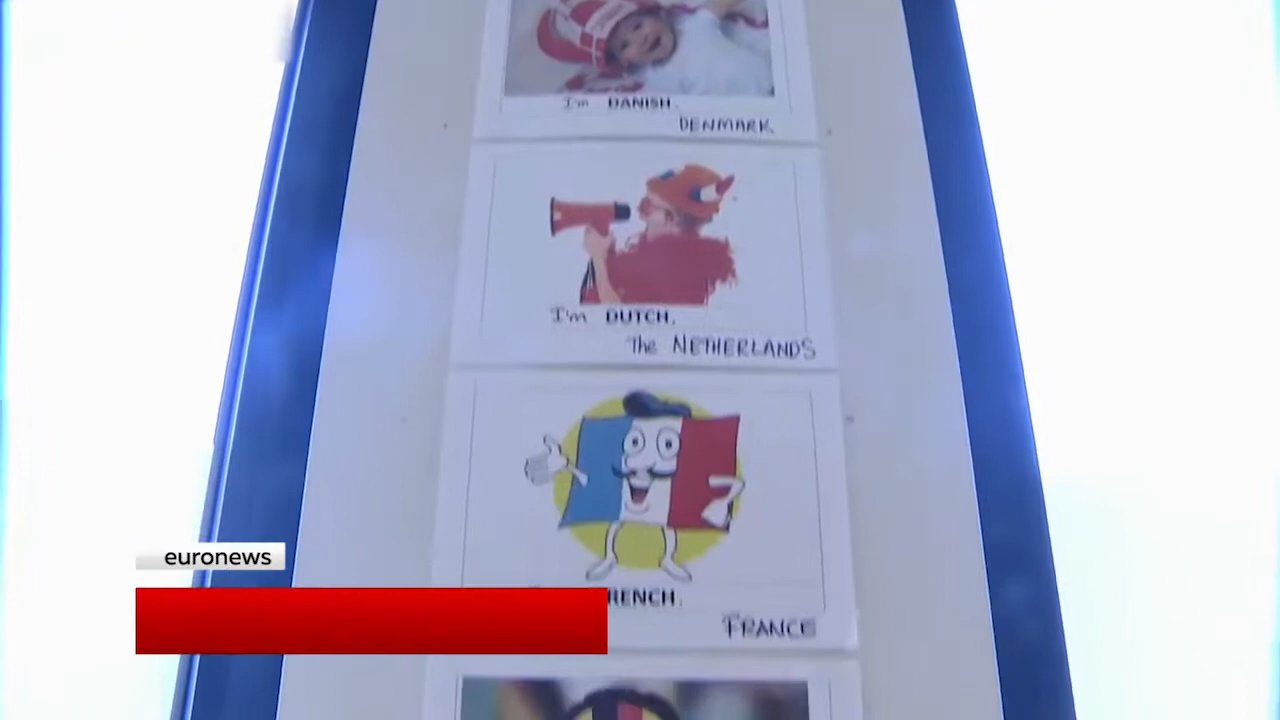 I'm DANISH.
DENMARK
I'm DUTCH.
The NETHERLANDS
euronews
RENCH.
FRANCE